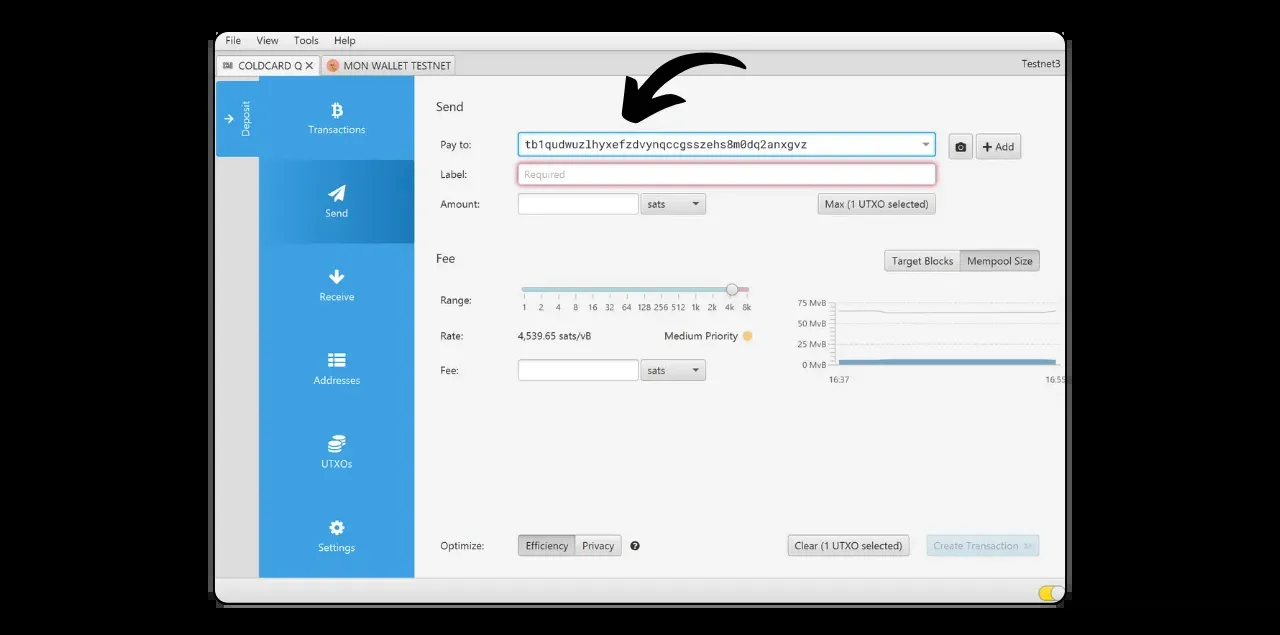 File View Tools Help
COLDCARD Q MON WALLET TESTNET Testnet3
Deposit
Transactions
Send
Receive
Addresses
UTXOs
Settings
Send
Pay to: tb1qudwuzlhyxefzdvynqccgsszehs8m0dq2anxgvz Add
Label: Required
Amount: sats Max (1 UTXO selected)
Fee Target Blocks Mempool Size
Range: 1 2 4 8 16 32 64 128 256 512 1k 2k 4k 8k
Rate: 4,539.65 sats/vB Medium Priority
Fee: sats
75 MvB
50 MvB
25 MvB
0 MvB
16:37 16:55
Optimize: Efficiency Privacy Clear (1 UTXO selected) Create Transaction